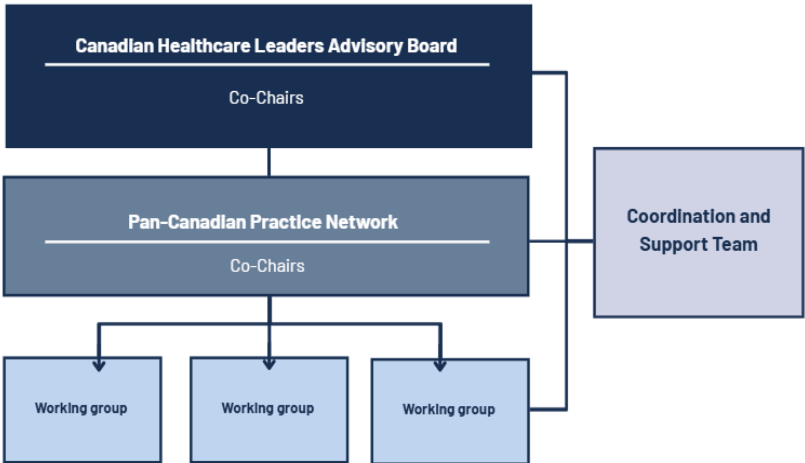 Canadian Healthcare Leaders Advisory Board
Co-Chairs
Pan-Canadian Practice Network
Co-Chairs
Coordination and
Support Team
Working group
Working group
Working group